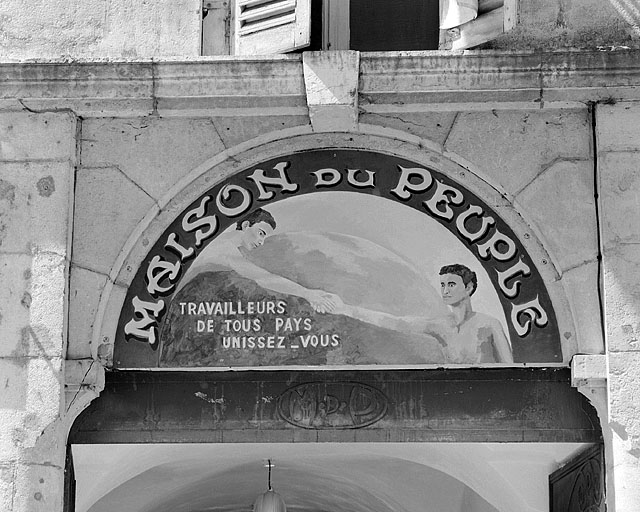 MAISON DU PEUPLE
TRAVAILLEURS
DE TOUS PAYS
UNISSEZ_VOUS